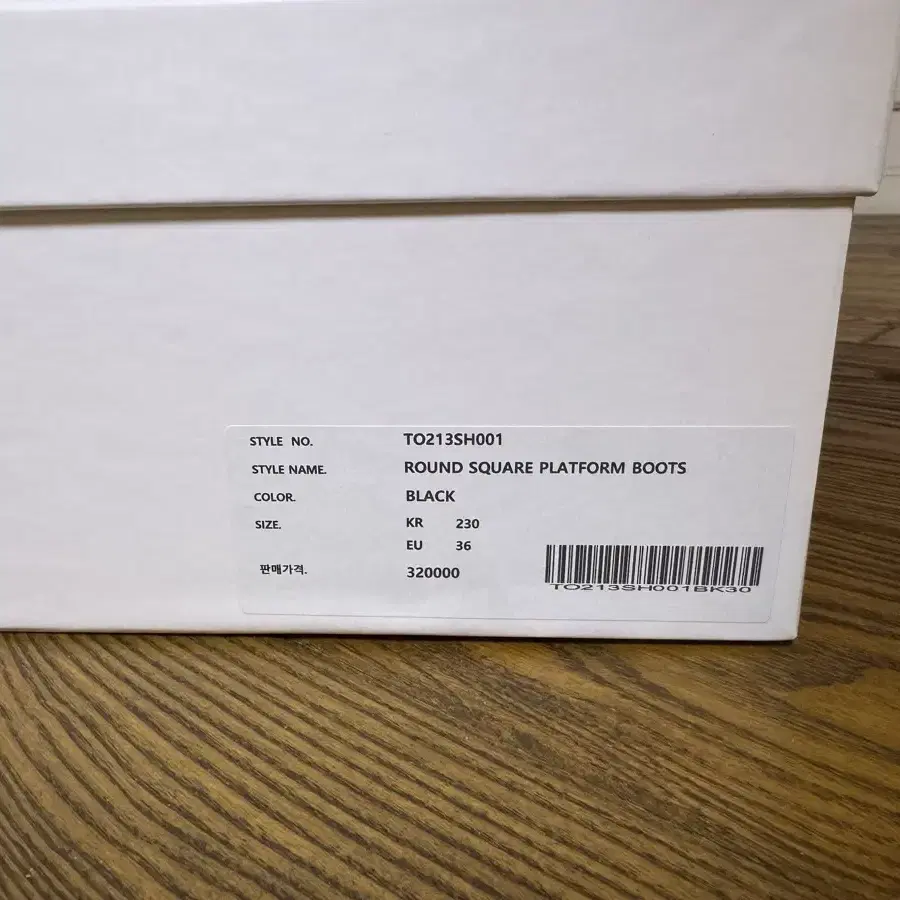 STYLE NO. TO213SH001
STYLE NAME. ROUND SQUARE PLATFORM BOOTS
COLOR. BLACK
SIZE. KR 230
EU 36
판매가격. 320000
TO213SH001BK30